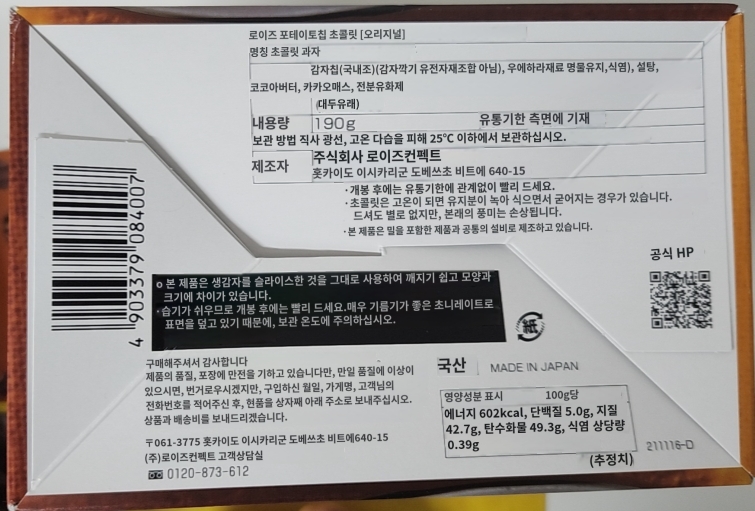 로이즈 포테이토칩 초콜릿 [오리지널]
명칭 초콜릿 과자
감자칩(국내조)(감자깍기 유전자재조합 아님), 우에하라재료 명물유지,식염), 설탕,
코코아버터, 카카오매스, 전분유화제
(대두유래)
내용량 190g 유통기한 측면에 기재
보관 방법 직사 광선, 고온 다습을 피해 25℃ 이하에서 보관하십시오.
제조자 주식회사 로이즈컨펙트
홋카이도 이시카리군 도베쓰초 비트에 640-15
·개봉 후에는 유통기한에 관계없이 빨리 드세요.
·초콜릿은 고온이 되면 유지분이 녹아 식으면서 굳어지는 경우가 있습니다.
드셔도 별로 없지만, 본래의 풍미는 손상됩니다.
·본 제품은 밀을 포함한 제품과 공통의 설비로 제조하고 있습니다.
공식 HP
4 903379 084007
o 본 제품은 생감자를 슬라이스한 것을 그대로 사용하여 깨지기 쉽고 모양과
크기에 차이가 있습니다.
·습기가 쉬우므로 개봉 후에는 빨리 드세요.매우 기름기가 좋은 초니레이트로
표면을 덮고 있기 때문에, 보관 온도에 주의하십시오.
紙
구매해주셔서 감사합니다
제품의 품질, 포장에 만전을 기하고 있습니다만, 만일 품질에 이상이
있으시면, 번거로우시겠지만, 구입하신 월일, 가게명, 고객님의
전화번호를 적어주신 후, 현품을 상자째 아래 주소로 보내주십시오.
상품과 배송비를 보내드리겠습니다.
〒061-3775 홋카이도 이시카리군 도베쓰초 비트에640-15
(주)로이즈컨펙트 고객상담실
0120-873-612
국산 MADE IN JAPAN
영양성분 표시 100g당
에너지 602kcal, 단백질 5.0g, 지질
42.7g, 탄수화물 49.3g, 식염 상당량
0.39g
(추정치)
211116-D